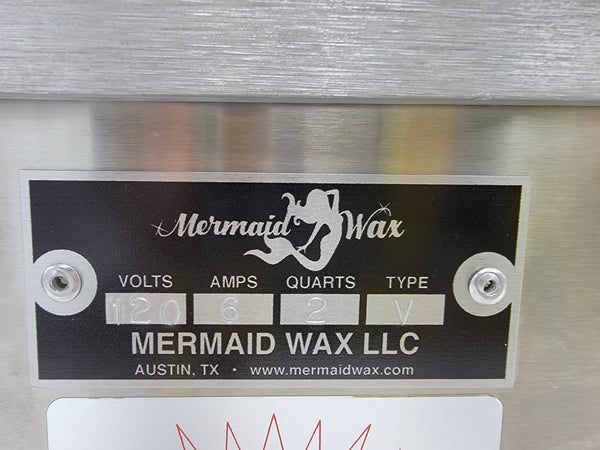 Mermaid Wax
VOLTS AMPS QUARTS TYPE
120 6 2 V
MERMAID WAX LLC
AUSTIN, TX · www.mermaidwax.com